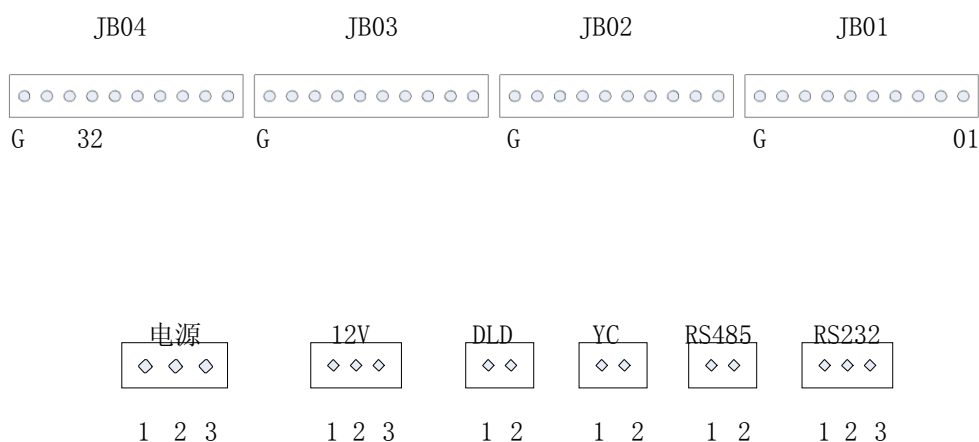 JB04 JB03 JB02 JB01
G 32 G G G 01
电源 12V DLD YC RS485 RS232
1 2 3 1 2 3 1 2 1 2 1 2 1 2 3